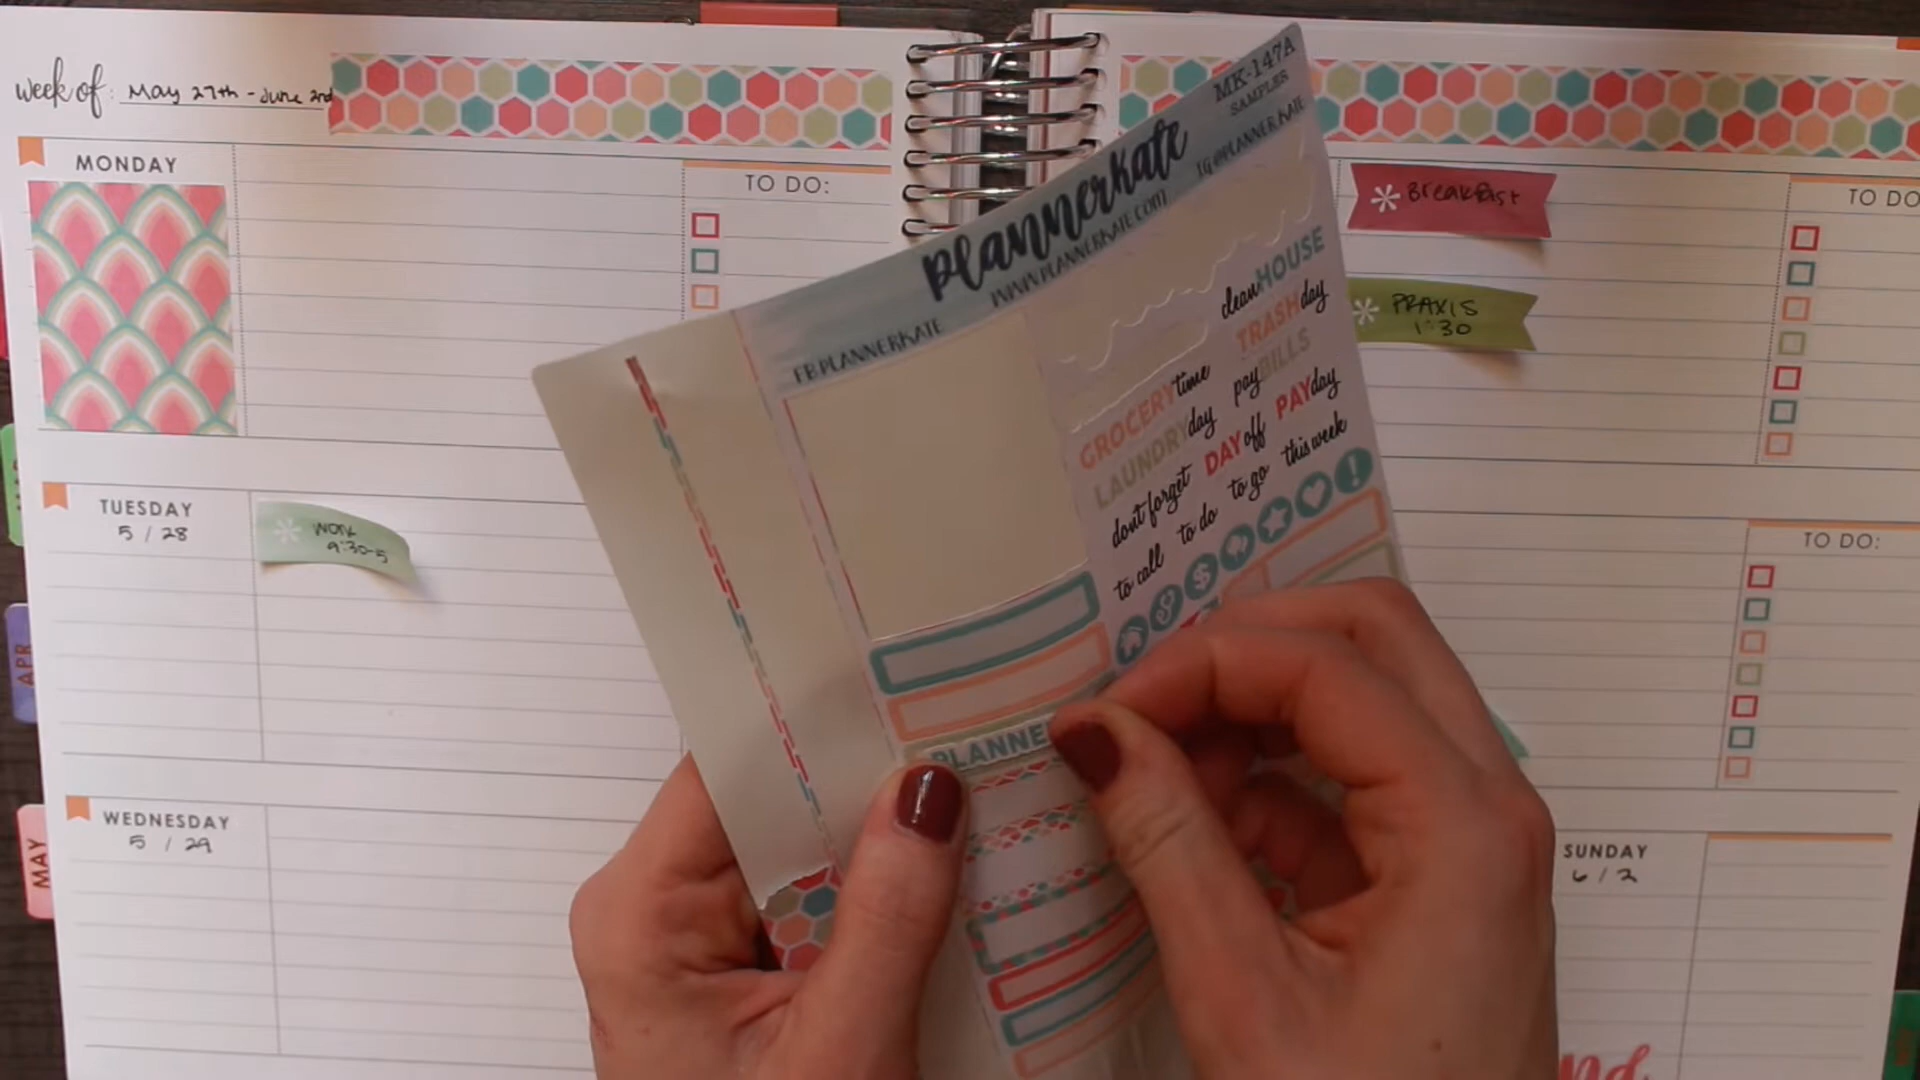 week of: May 27th - June 2nd
MONDAY
TO DO:
TUESDAY
5 / 28
WORK
9:30-5
WEDNESDAY
5 / 29
APR
MAY
MK-147A
SAMPLER
plannerkate
WWW.PLANNERKATE.COM
FB:PLANNERKATE
IG@PLANNER.KATE
cleanHOUSE
TRASHday
GROCERYtime
payBILLS
LAUNDRYday
DAYoff
PAYday
dont forget
to do
to go
this week
to call
PLANNE
Breakfast
PRAXIS
1:30
TO DO
TO DO:
SUNDAY
6 / 2